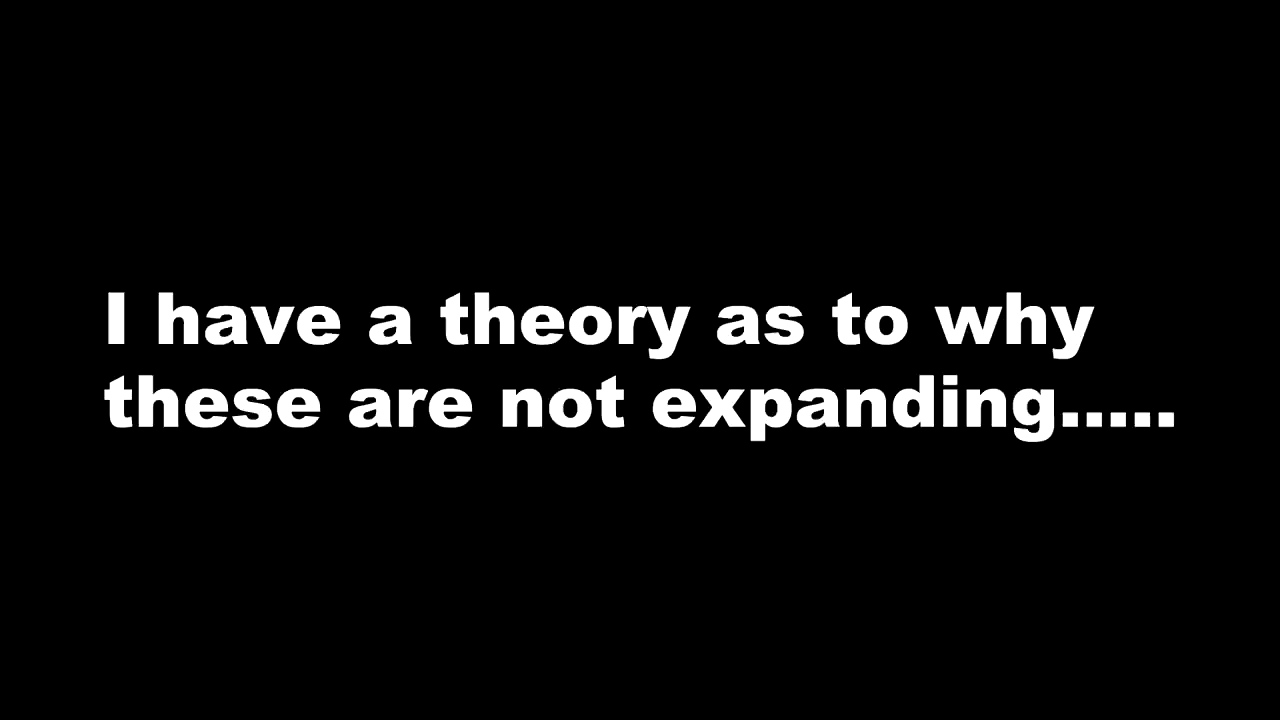 I have a theory as to why
these are not expanding.....